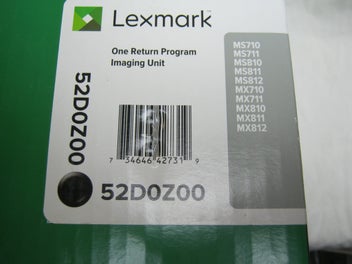 Lexmark™
One Return Program
Imaging Unit
MS710
MS711
MS810
MS811
MS812
MX710
MX711
MX810
MX811
MX812
52D0Z00
7 34646 42731 9
52D0Z00